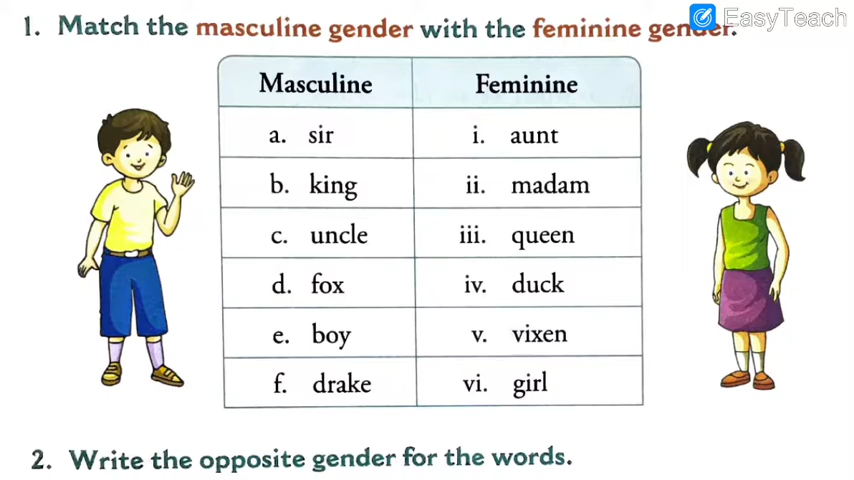 EasyTeach
1. Match the masculine gender with the feminine gender.
Masculine Feminine
a. sir i. aunt
b. king ii. madam
c. uncle iii. queen
d. fox iv. duck
e. boy v. vixen
f. drake vi. girl
2. Write the opposite gender for the words.